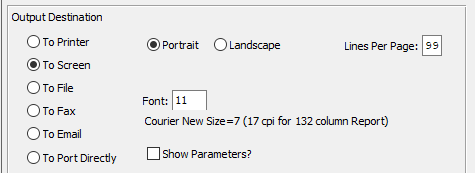 Output Destination
To Printer Portrait Landscape Lines Per Page: 99
To Screen
To File
Font: 11
To Fax
Courier New Size=7 (17 cpi for 132 column Report)
To Email
To Port Directly Show Parameters?